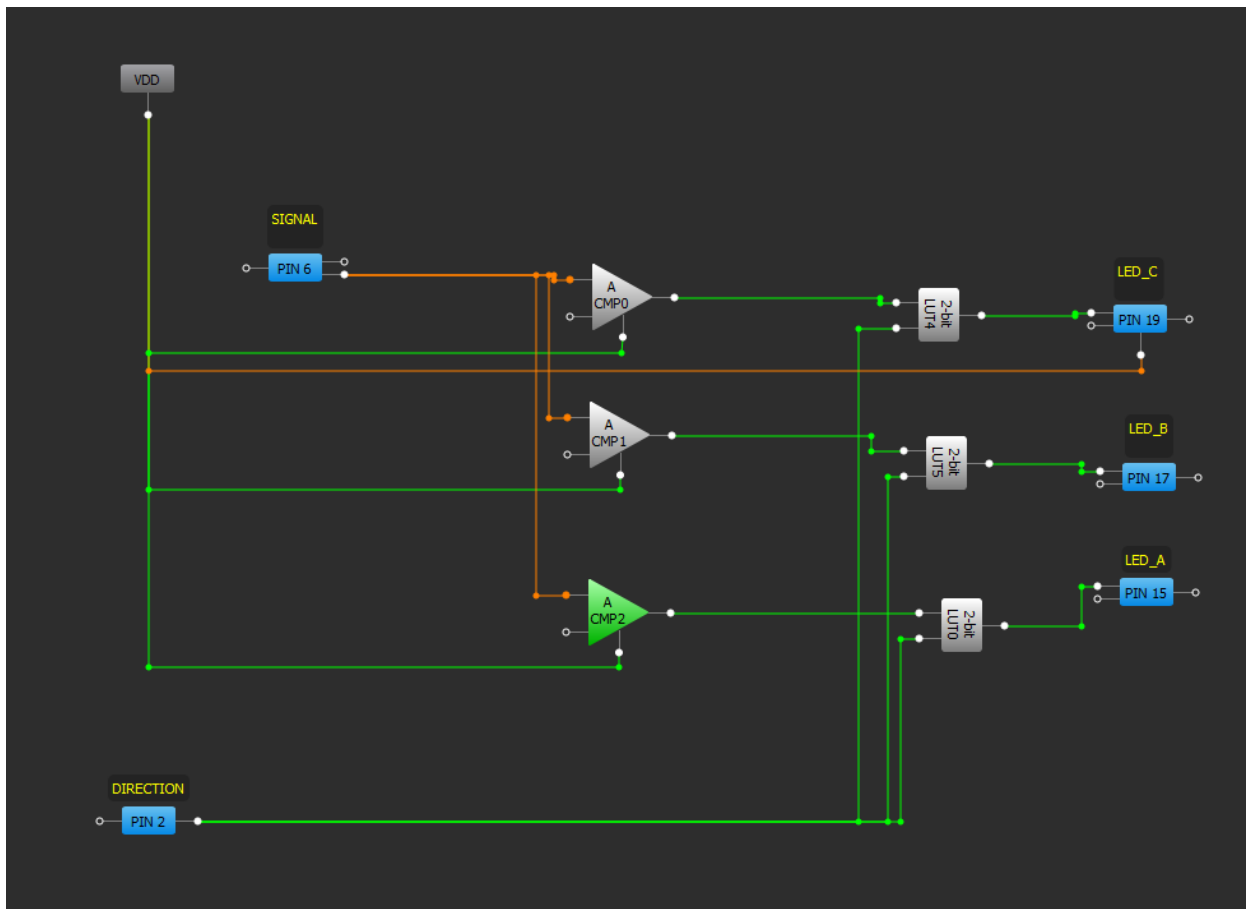 VDD
SIGNAL
PIN 6
A
CMP0
2-bit
LUT4
LED_C
PIN 19
A
CMP1
2-bit
LUT5
LED_B
PIN 17
A
CMP2
2-bit
LUT0
LED_A
PIN 15
DIRECTION
PIN 2